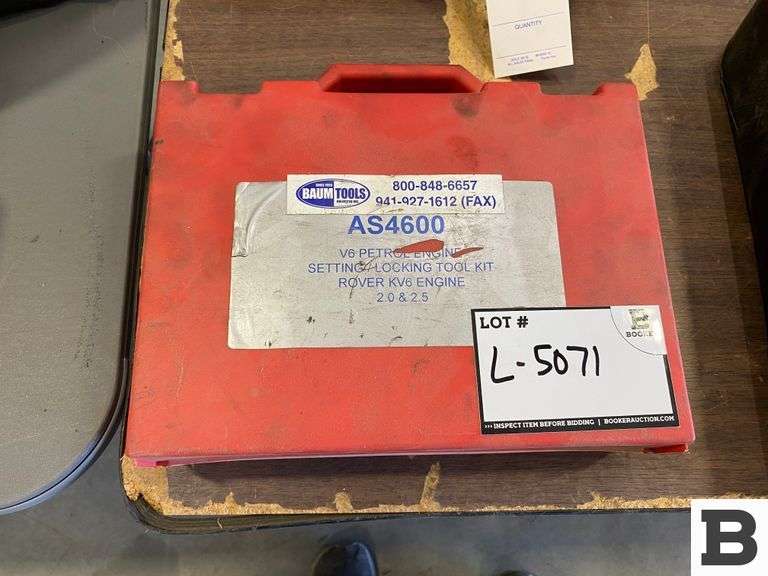 QUANTITY
BAUM TOOLS
800-848-6657
941-927-1612 (FAX)
AS4600
V6 PETROL ENGINE
SETTING / LOCKING TOOL KIT
ROVER KV6 ENGINE
2.0 & 2.5
LOT #
BOOKER
L-5071
>>> INSPECT ITEM BEFORE BIDDING | BOOKERAUCTION.COM
B